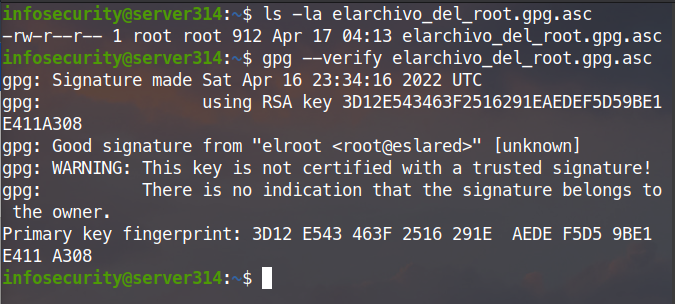 infosecurity@server314:~$ ls -la elarchivo_del_root.gpg.asc
-rw-r--r-- 1 root root 912 Apr 17 04:13 elarchivo_del_root.gpg.asc
infosecurity@server314:~$ gpg --verify elarchivo_del_root.gpg.asc
gpg: Signature made Sat Apr 16 23:34:16 2022 UTC
gpg:                using RSA key 3D12E543463F2516291EAEDEF5D59BE1
E411A308
gpg: Good signature from "elroot <root@eslared>" [unknown]
gpg: WARNING: This key is not certified with a trusted signature!
gpg:          There is no indication that the signature belongs to
 the owner.
Primary key fingerprint: 3D12 E543 463F 2516 291E  AEDE F5D5 9BE1
E411 A308
infosecurity@server314:~$